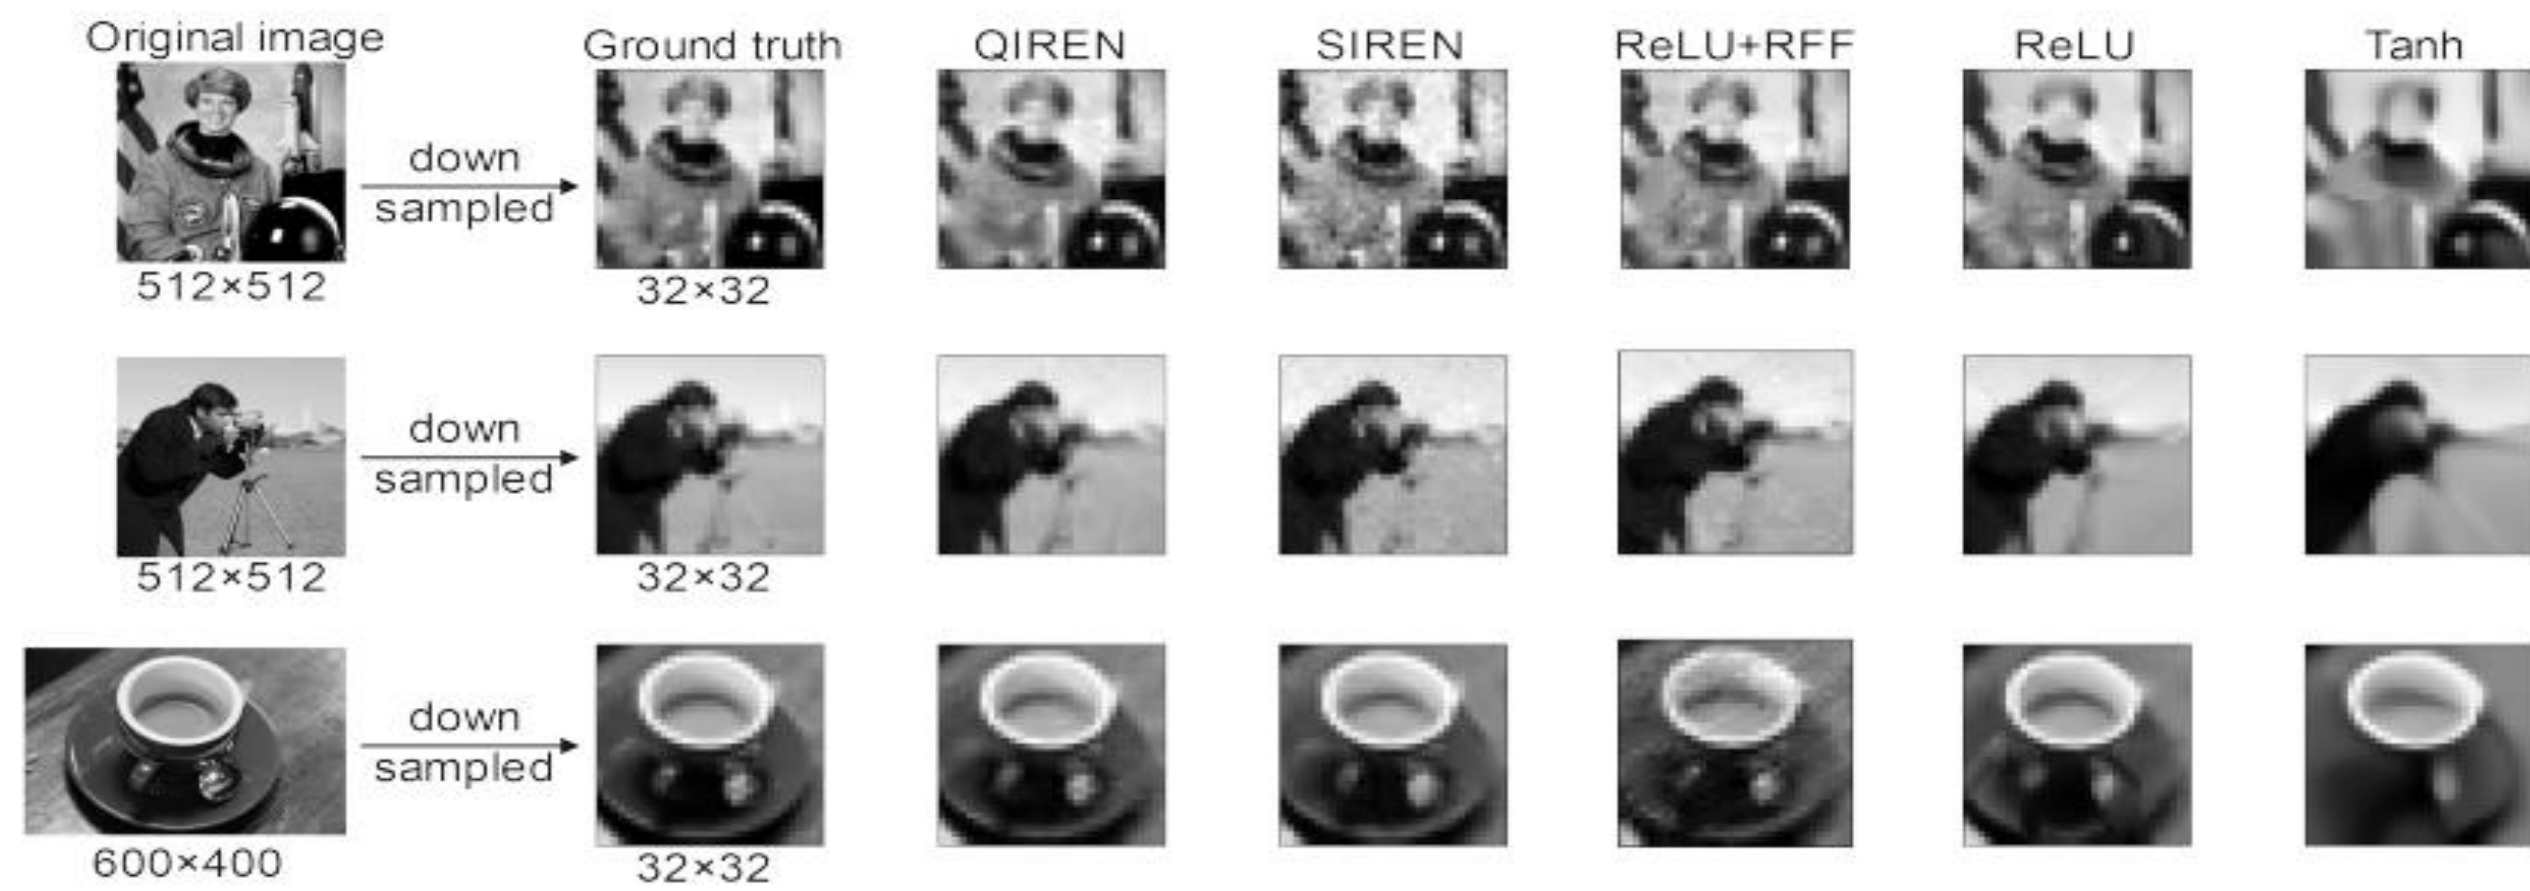 Original image
Ground truth
QIREN
SIREN
ReLU+RFF
ReLU
Tanh
down
sampled
512×512
32×32
down
sampled
512×512
32×32
down
sampled
600×400
32×32